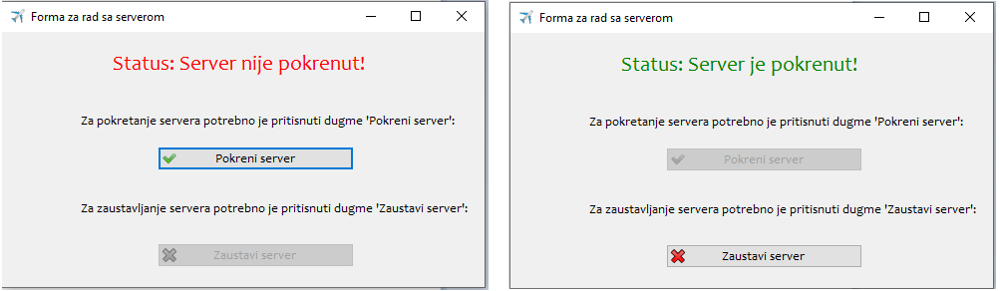 Forma za rad sa serverom
Status: Server nije pokrenut!
Za pokretanje servera potrebno je pritisnuti dugme 'Pokreni server':
Pokreni server
Za zaustavljanje servera potrebno je pritisnuti dugme 'Zaustavi server':
Zaustavi server
Forma za rad sa serverom
Status: Server je pokrenut!
Za pokretanje servera potrebno je pritisnuti dugme 'Pokreni server':
Pokreni server
Za zaustavljanje servera potrebno je pritisnuti dugme 'Zaustavi server':
Zaustavi server